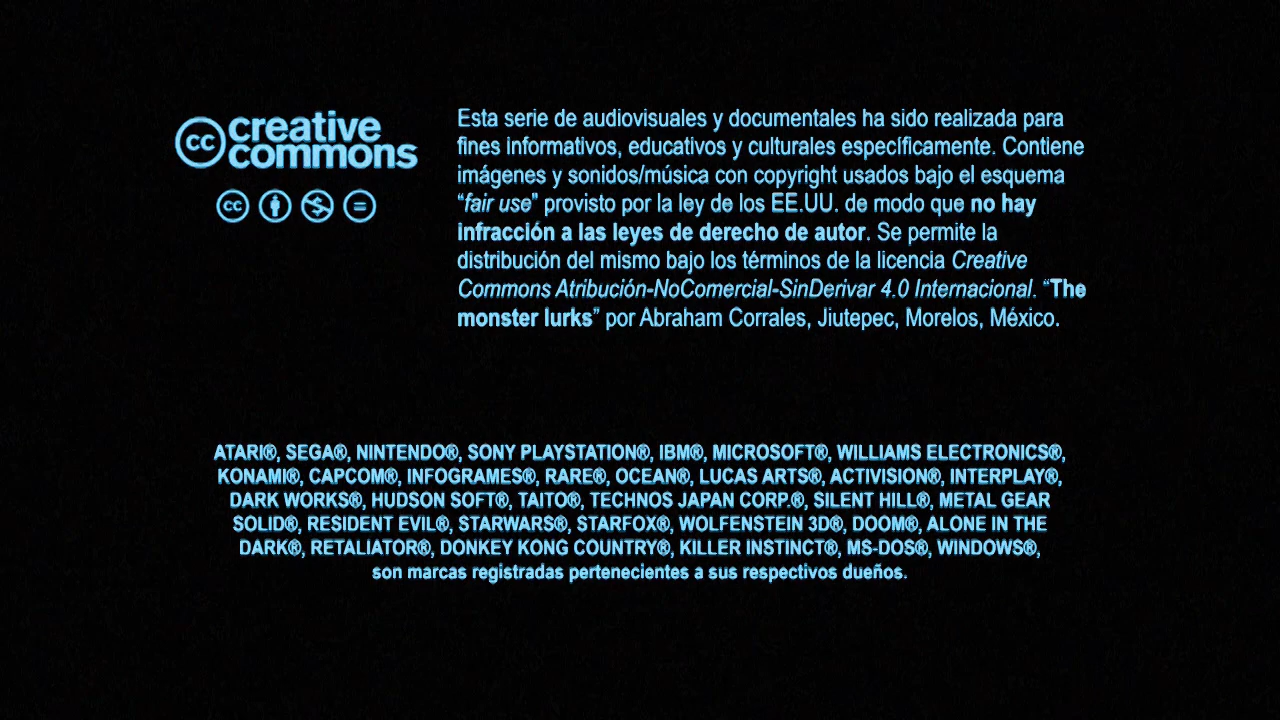 creative
commons
Esta serie de audiovisuales y documentales ha sido realizada para
fines informativos, educativos y culturales específicamente. Contiene
imágenes y sonidos/música con copyright usados bajo el esquema
“fair use” provisto por la ley de los EE.UU. de modo que no hay
infracción a las leyes de derecho de autor. Se permite la
distribución del mismo bajo los términos de la licencia Creative
Commons Atribución-NoComercial-SinDerivar 4.0 Internacional. “The
monster lurks” por Abraham Corrales, Jiutepec, Morelos, México.
ATARI®, SEGA®, NINTENDO®, SONY PLAYSTATION®, IBM®, MICROSOFT®, WILLIAMS ELECTRONICS®,
KONAMI®, CAPCOM®, INFOGRAMES®, RARE®, OCEAN®, LUCAS ARTS®, ACTIVISION®, INTERPLAY®,
DARK WORKS®, HUDSON SOFT®, TAITO®, TECHNOS JAPAN CORP.®, SILENT HILL®, METAL GEAR
SOLID®, RESIDENT EVIL®, STARWARS®, STARFOX®, WOLFENSTEIN 3D®, DOOM®, ALONE IN THE
DARK®, RETALIATOR®, DONKEY KONG COUNTRY®, KILLER INSTINCT®, MS-DOS®, WINDOWS®,
son marcas registradas pertenecientes a sus respectivos dueños.